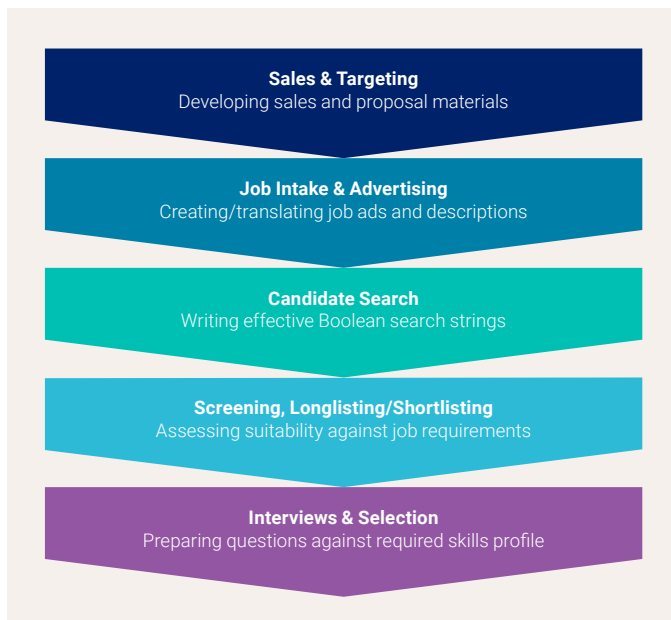 Sales & Targeting
Developing sales and proposal materials
Job Intake & Advertising
Creating/translating job ads and descriptions
Candidate Search
Writing effective Boolean search strings
Screening, Longlisting/Shortlisting
Assessing suitability against job requirements
Interviews & Selection
Preparing questions against required skills profile